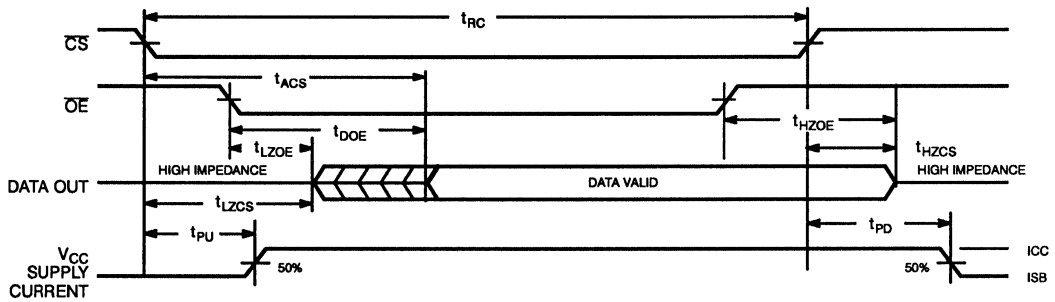 tRC
CS
tACS
OE
tDOE
tHZOE
tLZOE
tHZCS
HIGH IMPEDANCE
HIGH IMPEDANCE
DATA OUT
DATA VALID
tLZCS
tPU
tPD
VCC
SUPPLY
CURRENT
50%
50%
ICC
ISB